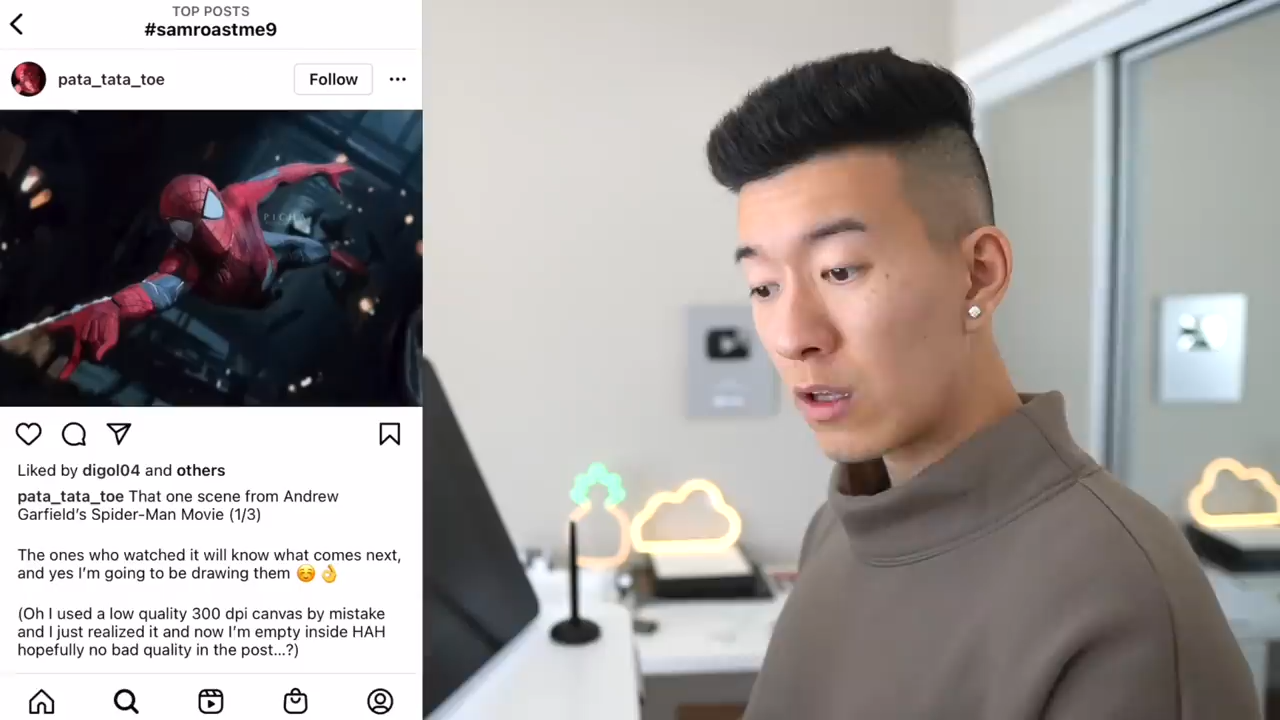 TOP POSTS
#samroastme9
pata_tata_toe
Follow
PICHA
Liked by digol04 and others
pata_tata_toe That one scene from Andrew
Garfield's Spider-Man Movie (1/3)
The ones who watched it will know what comes next,
and yes I'm going to be drawing them ☺️ 👌
(Oh I used a low quality 300 dpi canvas by mistake
and I just realized it and now I'm empty inside HAH
hopefully no bad quality in the post...?)